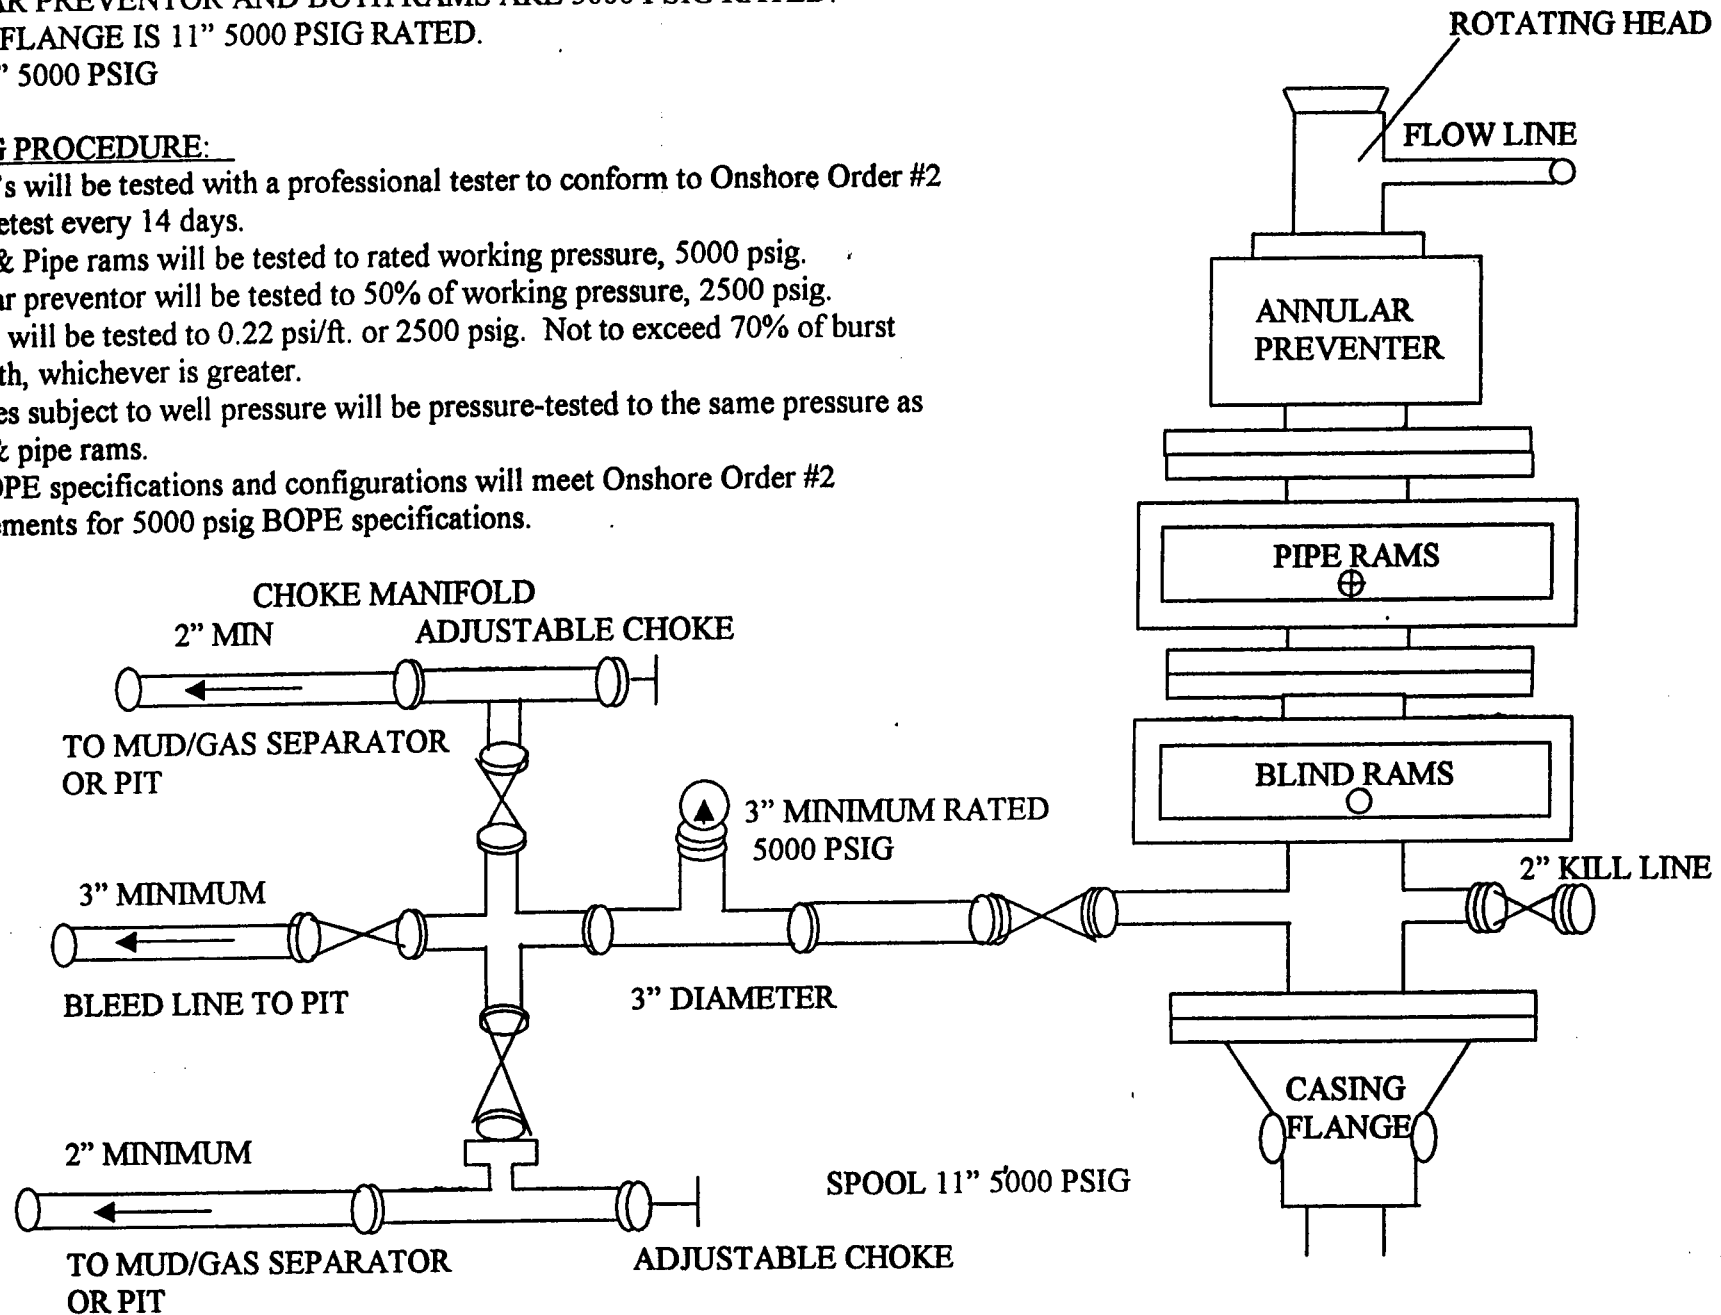 FLANGE IS 11” 5000 PSIG RATED.
5000 PSIG
PROCEDURE:
will be tested with a professional tester to conform to Onshore Order #2
every 14 days.
& Pipe rams will be tested to rated working pressure, 5000 psig.
preventor will be tested to 50% of working pressure, 2500 psig.
will be tested to 0.22 psi/ft. or 2500 psig. Not to exceed 70% of burst
whichever is greater.
subject to well pressure will be pressure-tested to the same pressure as
& pipe rams.
specifications and configurations will meet Onshore Order #2
for 5000 psig BOPE specifications.
ROTATING HEAD
FLOW LINE
ANNULAR
PREVENTER
PIPE RAMS
BLIND RAMS
2” KILL LINE
CASING
FLANGE
CHOKE MANIFOLD
2” MIN
ADJUSTABLE CHOKE
TO MUD/GAS SEPARATOR
OR PIT
3” MINIMUM RATED
5000 PSIG
3” MINIMUM
BLEED LINE TO PIT
3” DIAMETER
2” MINIMUM
SPOOL 11” 5000 PSIG
TO MUD/GAS SEPARATOR
OR PIT
ADJUSTABLE CHOKE